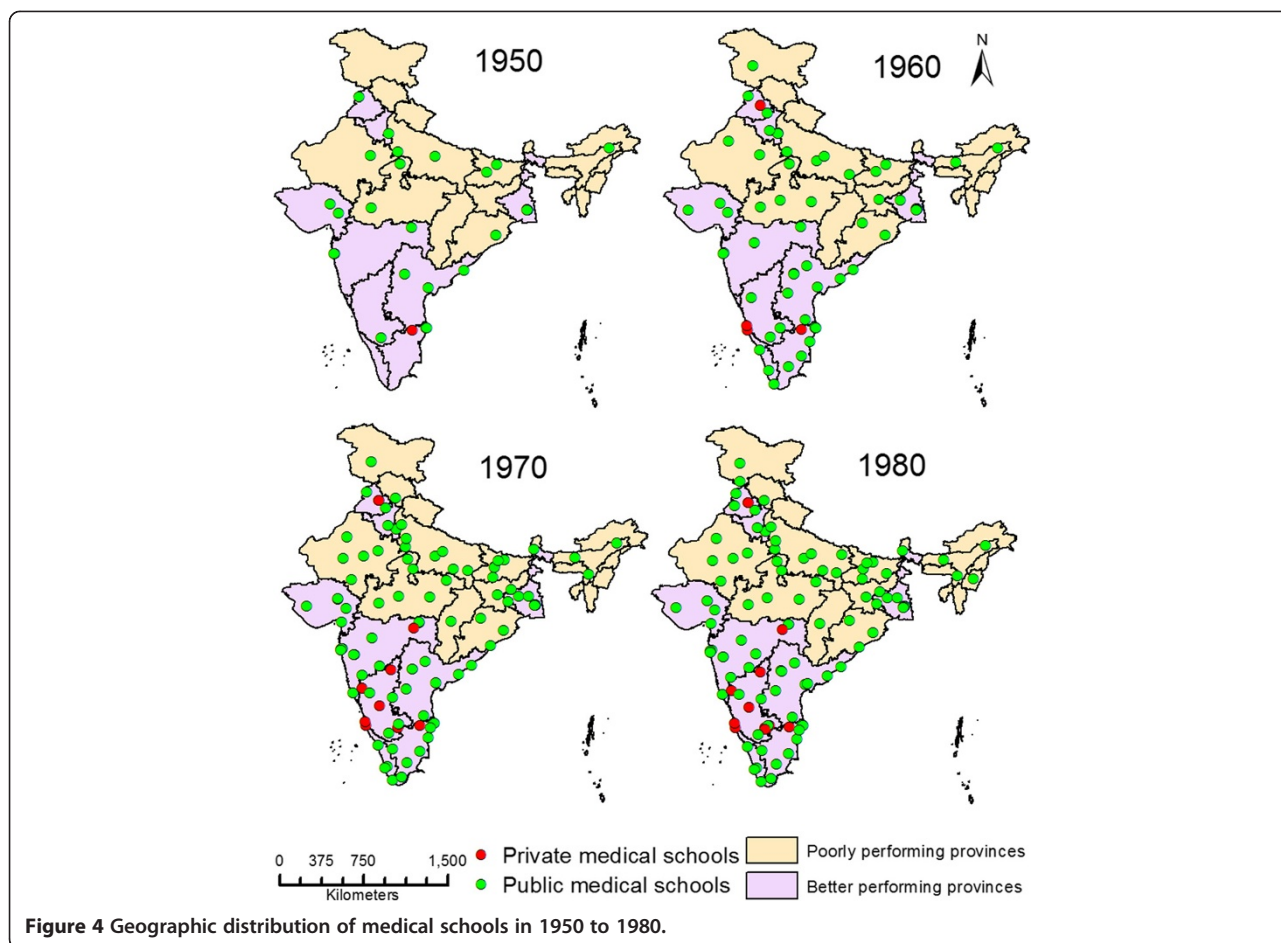 1950
1960
N
1970
1980
0 375 750 1,500
Kilometers
Private medical schools
Public medical schools
Poorly performing provinces
Better performing provinces
Figure 4 Geographic distribution of medical schools in 1950 to 1980.